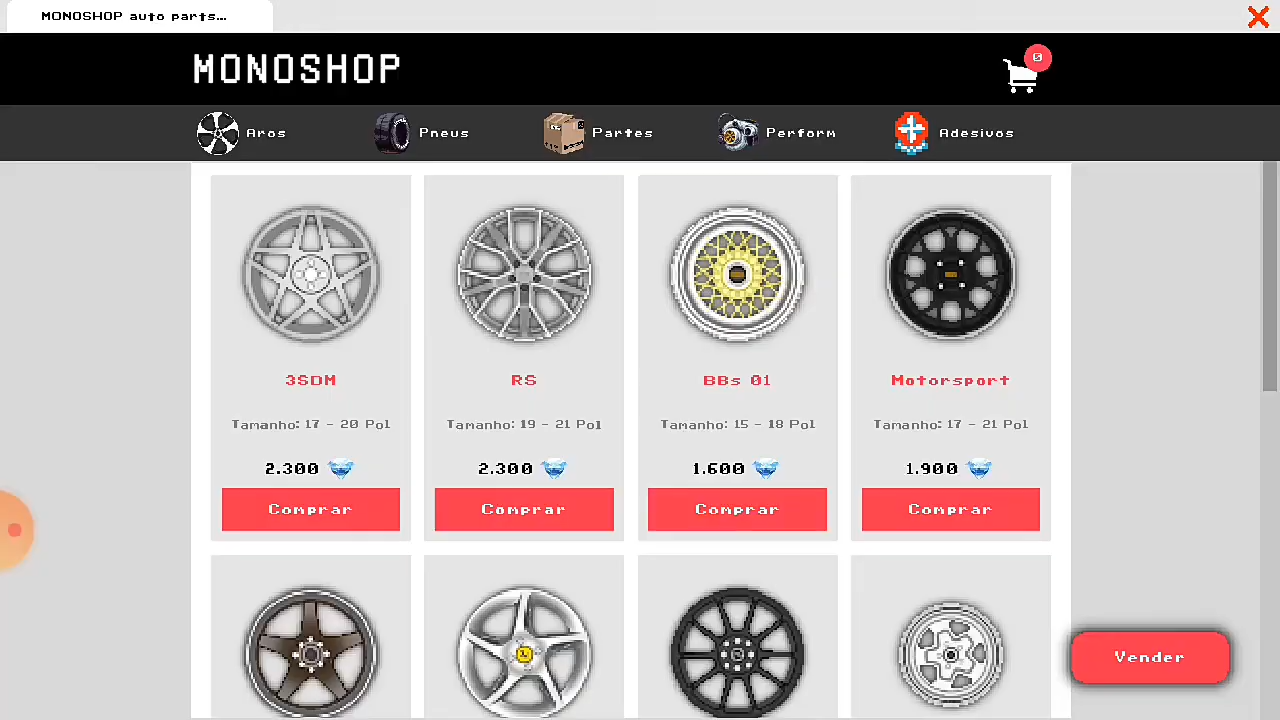 MONOSHOP auto parts...
MONOSHOP
0
Aros
Pneus
Partes
Perform
Adesivos
3SDM
RS
BBs 01
Motorsport
Tamanho: 17 - 20 Pol
Tamanho: 19 - 21 Pol
Tamanho: 15 - 18 Pol
Tamanho: 17 - 21 Pol
2.300
2.300
1.600
1.900
Comprar
Comprar
Comprar
Comprar
Vender